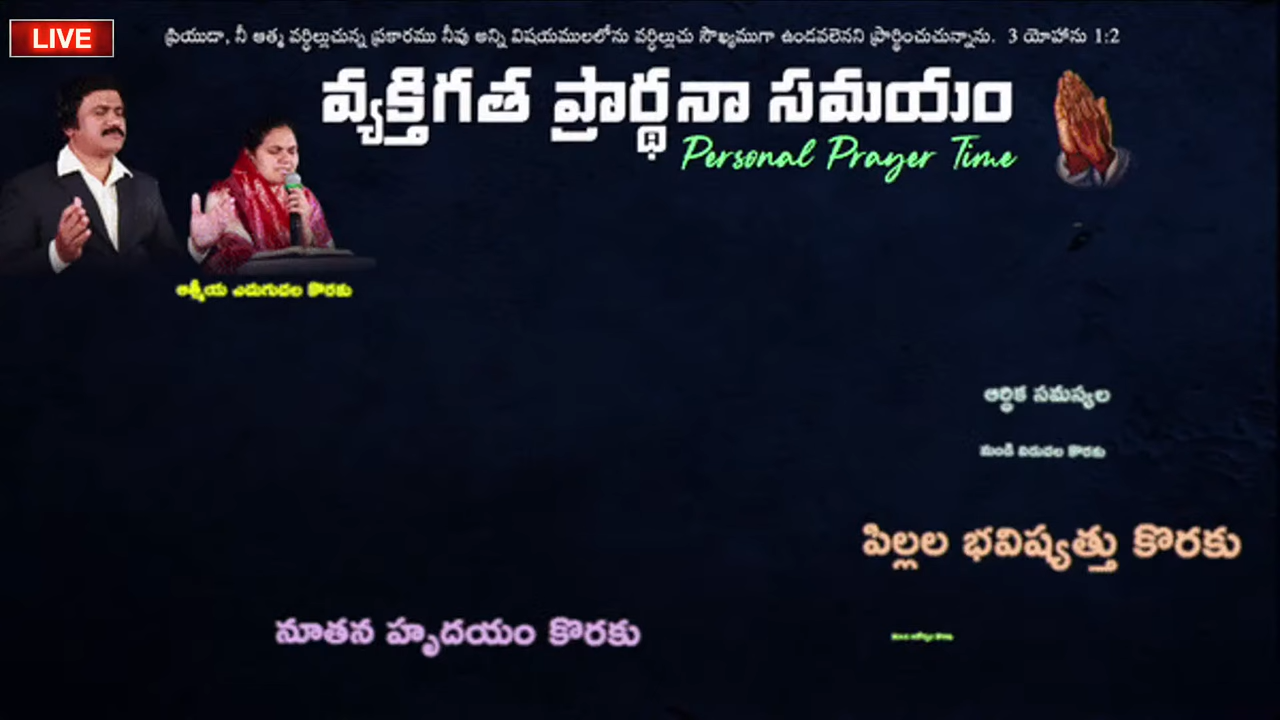 LIVE
ప్రియుడా, నీ ఆత్మ వర్ధిల్లుచున్న ప్రకారము నీవు అన్ని విషయములలోను వర్ధిల్లుచు సౌఖ్యముగా ఉండవలెనని ప్రార్థించుచున్నాను. 3 యోహాను 1:2
వ్యక్తిగత ప్రార్థనా సమయం
Personal Prayer Time
ఆత్మీయ ఎదుగుదల కొరకు
ఆర్థిక సమస్యల
నుండి విడుదల కొరకు
పిల్లల భవిష్యత్తు కొరకు
నూతన హృదయం కొరకు